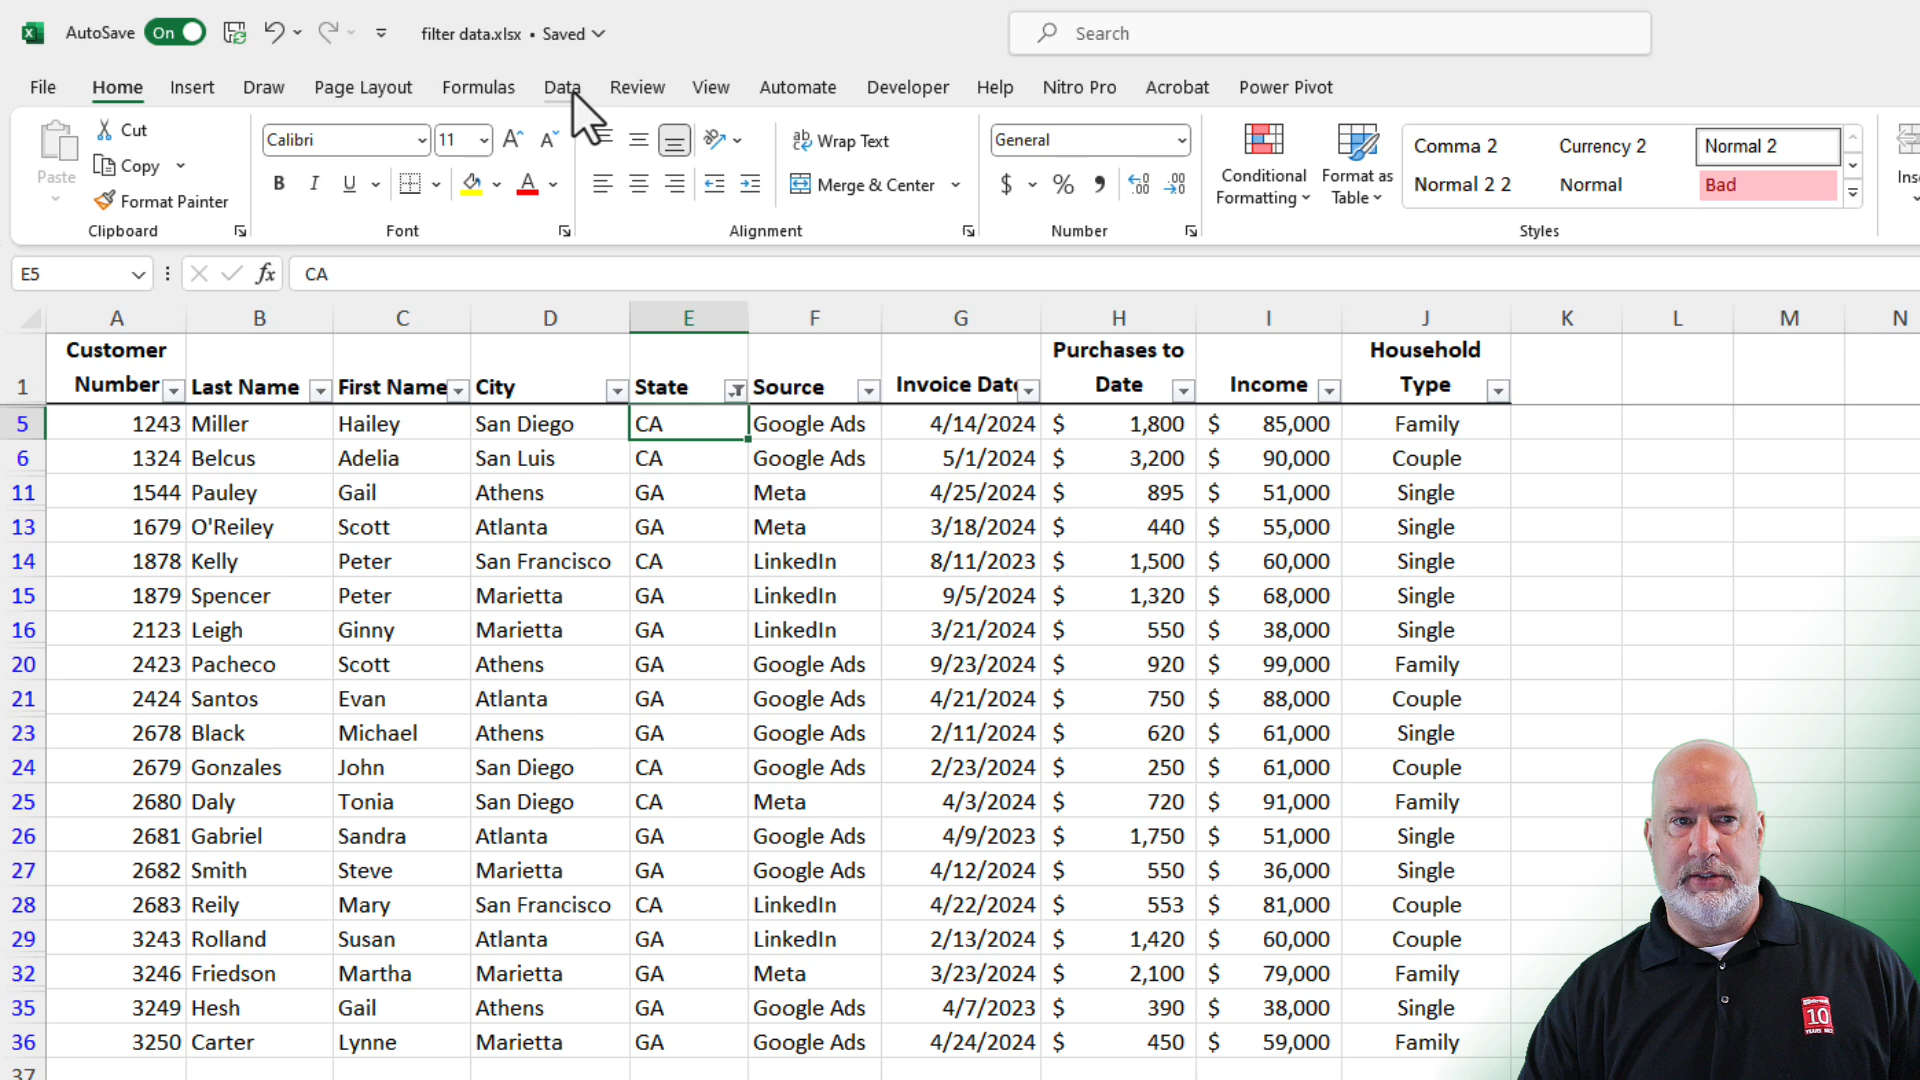 AutoSave On filter data.xlsx • Saved Search
File Home Insert Draw Page Layout Formulas Data Review View Automate Developer Help Nitro Pro Acrobat Power Pivot
Paste
Cut
Copy
Format Painter
Clipboard
Calibri 11
B I U
Font
Wrap Text
Merge & Center
Alignment
General
$ % 9
Number
Conditional Formatting
Format as Table
Comma 2 Currency 2 Normal 2
Normal 2 2 Normal Bad
Styles
E5 fx CA
A B C D E F G H I J K L M N
1 Customer Number Last Name First Name City State Source Invoice Date Purchases to Date Income Household Type
5 1243 Miller Hailey San Diego CA Google Ads 4/14/2024 $ 1,800 $ 85,000 Family
6 1324 Belcus Adelia San Luis CA Google Ads 5/1/2024 $ 3,200 $ 90,000 Couple
11 1544 Pauley Gail Athens GA Meta 4/25/2024 $ 895 $ 51,000 Single
13 1679 O'Reiley Scott Atlanta GA Meta 3/18/2024 $ 440 $ 55,000 Single
14 1878 Kelly Peter San Francisco CA LinkedIn 8/11/2023 $ 1,500 $ 60,000 Single
15 1879 Spencer Peter Marietta GA LinkedIn 9/5/2024 $ 1,320 $ 68,000 Single
16 2123 Leigh Ginny Marietta GA LinkedIn 3/21/2024 $ 550 $ 38,000 Single
20 2423 Pacheco Scott Athens GA Google Ads 9/23/2024 $ 920 $ 99,000 Family
21 2424 Santos Evan Atlanta GA Google Ads 4/21/2024 $ 750 $ 88,000 Couple
23 2678 Black Michael Athens GA Google Ads 2/11/2024 $ 620 $ 61,000 Single
24 2679 Gonzales John San Diego CA Google Ads 2/23/2024 $ 250 $ 61,000 Couple
25 2680 Daly Tonia San Diego CA Meta 4/3/2024 $ 720 $ 91,000 Family
26 2681 Gabriel Sandra Atlanta GA Google Ads 4/9/2023 $ 1,750 $ 51,000 Single
27 2682 Smith Steve Marietta GA Google Ads 4/12/2024 $ 550 $ 36,000 Single
28 2683 Reily Mary San Francisco CA LinkedIn 4/22/2024 $ 553 $ 81,000 Couple
29 3243 Rolland Susan Atlanta GA LinkedIn 2/13/2024 $ 1,420 $ 60,000 Couple
32 3246 Friedson Martha Marietta GA Meta 3/23/2024 $ 2,100 $ 79,000 Family
35 3249 Hesh Gail Athens GA Google Ads 4/7/2023 $ 390 $ 38,000 Single
36 3250 Carter Lynne Marietta GA Google Ads 4/24/2024 $ 450 $ 59,000 Family
37
10